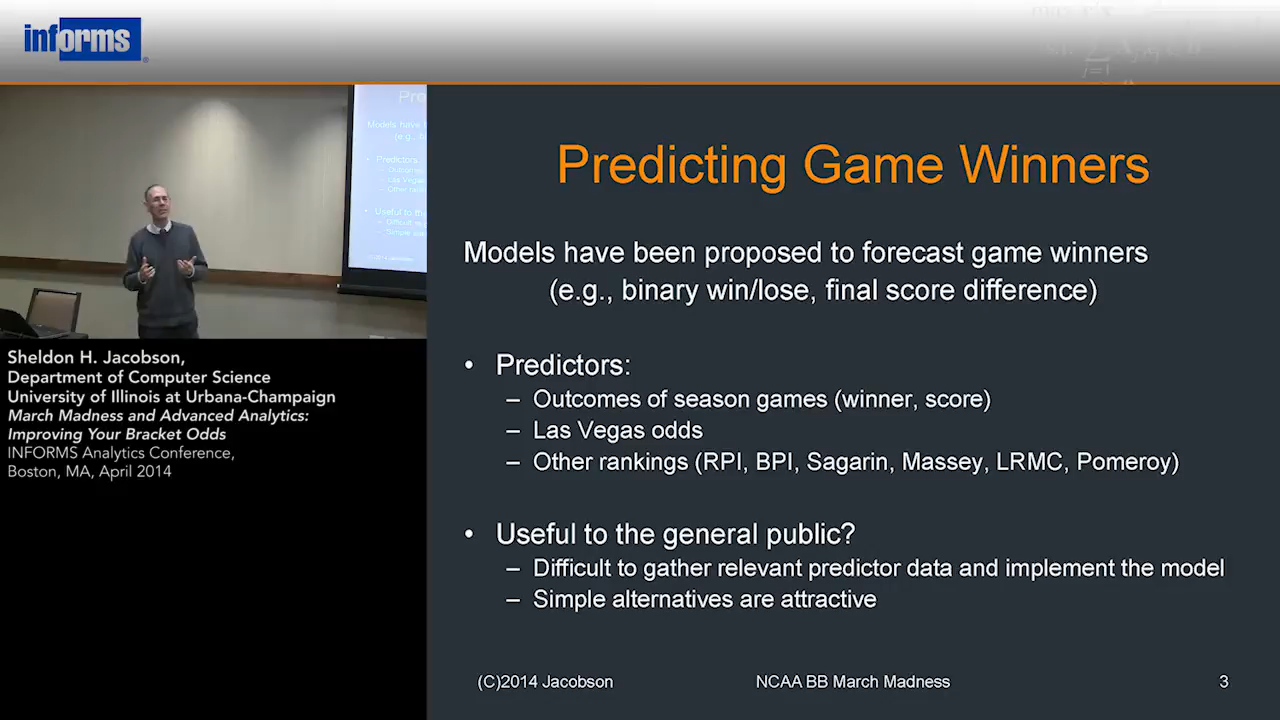 informs
Sheldon H. Jacobson,
Department of Computer Science
University of Illinois at Urbana-Champaign
March Madness and Advanced Analytics:
Improving Your Bracket Odds
INFORMS Analytics Conference,
Boston, MA, April 2014
Predicting Game Winners
Models have been proposed to forecast game winners
(e.g., binary win/lose, final score difference)
• Predictors:
– Outcomes of season games (winner, score)
– Las Vegas odds
– Other rankings (RPI, BPI, Sagarin, Massey, LRMC, Pomeroy)
• Useful to the general public?
– Difficult to gather relevant predictor data and implement the model
– Simple alternatives are attractive
(C)2014 Jacobson
NCAA BB March Madness
3